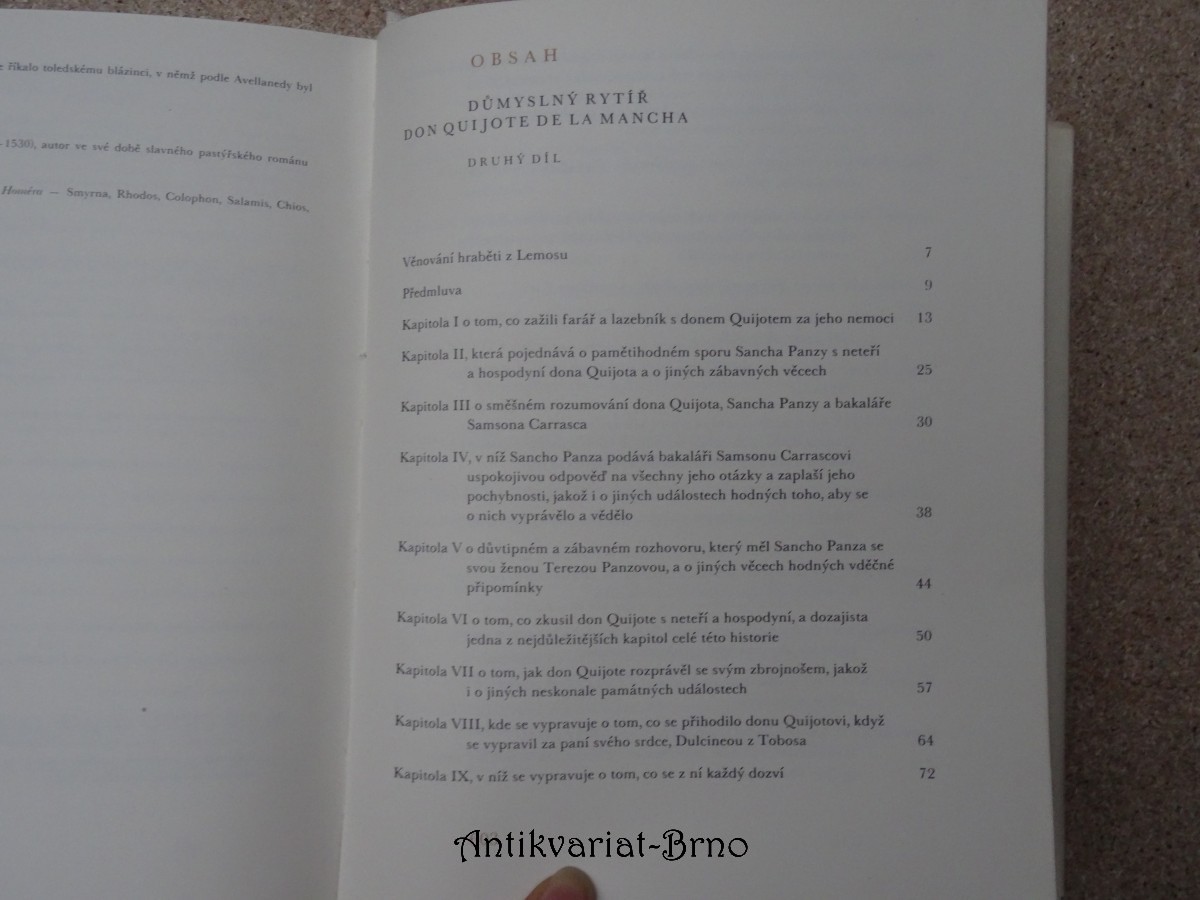 e říkalo toledskému blázinci, v němž podle Avellanedy byl
-1530), autor ve své době slavného pastýřského románu
Homéra — Smyrna, Rhodos, Colophon, Salamis, Chios,
OBSAH
DŮMYSLNÝ RYTÍŘ
DON QUIJOTE DE LA MANCHA
DRUHÝ DÍL
Věnování hraběti z Lemosu 7
Předmluva 9
Kapitola I o tom, co zažili farář a lazebník s donem Quijotem za jeho nemoci 13
Kapitola II, která pojednává o pamětihodném sporu Sancha Panzy s neteří
a hospodyní dona Quijota a o jiných zábavných věcech 25
Kapitola III o směšném rozumování dona Quijota, Sancha Panzy a bakaláře
Samsona Carrasca 30
Kapitola IV, v níž Sancho Panza podává bakaláři Samsonu Carrascovi
uspokojivou odpověď na všechny jeho otázky a zaplaší jeho
pochybnosti, jakož i o jiných událostech hodných toho, aby se
o nich vyprávělo a vědělo 38
Kapitola V o důvtipném a zábavném rozhovoru, který měl Sancho Panza se
svou ženou Terezou Panzovou, a o jiných věcech hodných vděčné
připomínky 44
Kapitola VI o tom, co zkusil don Quijote s neteří a hospodyní, a dozajista
jedna z nejdůležitějších kapitol celé této historie 50
Kapitola VII o tom, jak don Quijote rozprávěl se svým zbrojnošem, jakož
i o jiných neskonale památných událostech 57
Kapitola VIII, kde se vypravuje o tom, co se přihodilo donu Quijotovi, když
se vypravil za paní svého srdce, Dulcineou z Tobosa 64
Kapitola IX, v níž se vypravuje o tom, co se z ní každý dozví 72
Antikvariat-Brno